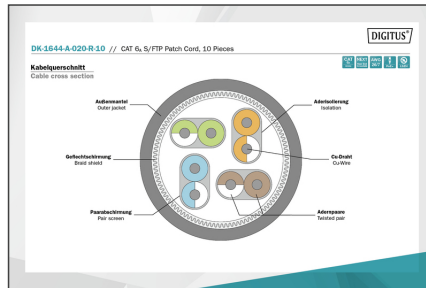 DIGITUS®
DK-1644-A-020-R-10 // CAT 6A S/FTP Patch Cord, 10 Pieces
Kabelquerschnitt
Cable cross section
Außenmantel
Outer jacket
Aderisolierung
Isolation
Geflechtschirmung
Braid shield
Cu-Draht
Cu-Wire
Paarabschirmung
Pair screen
Adernpaare
Twisted pair